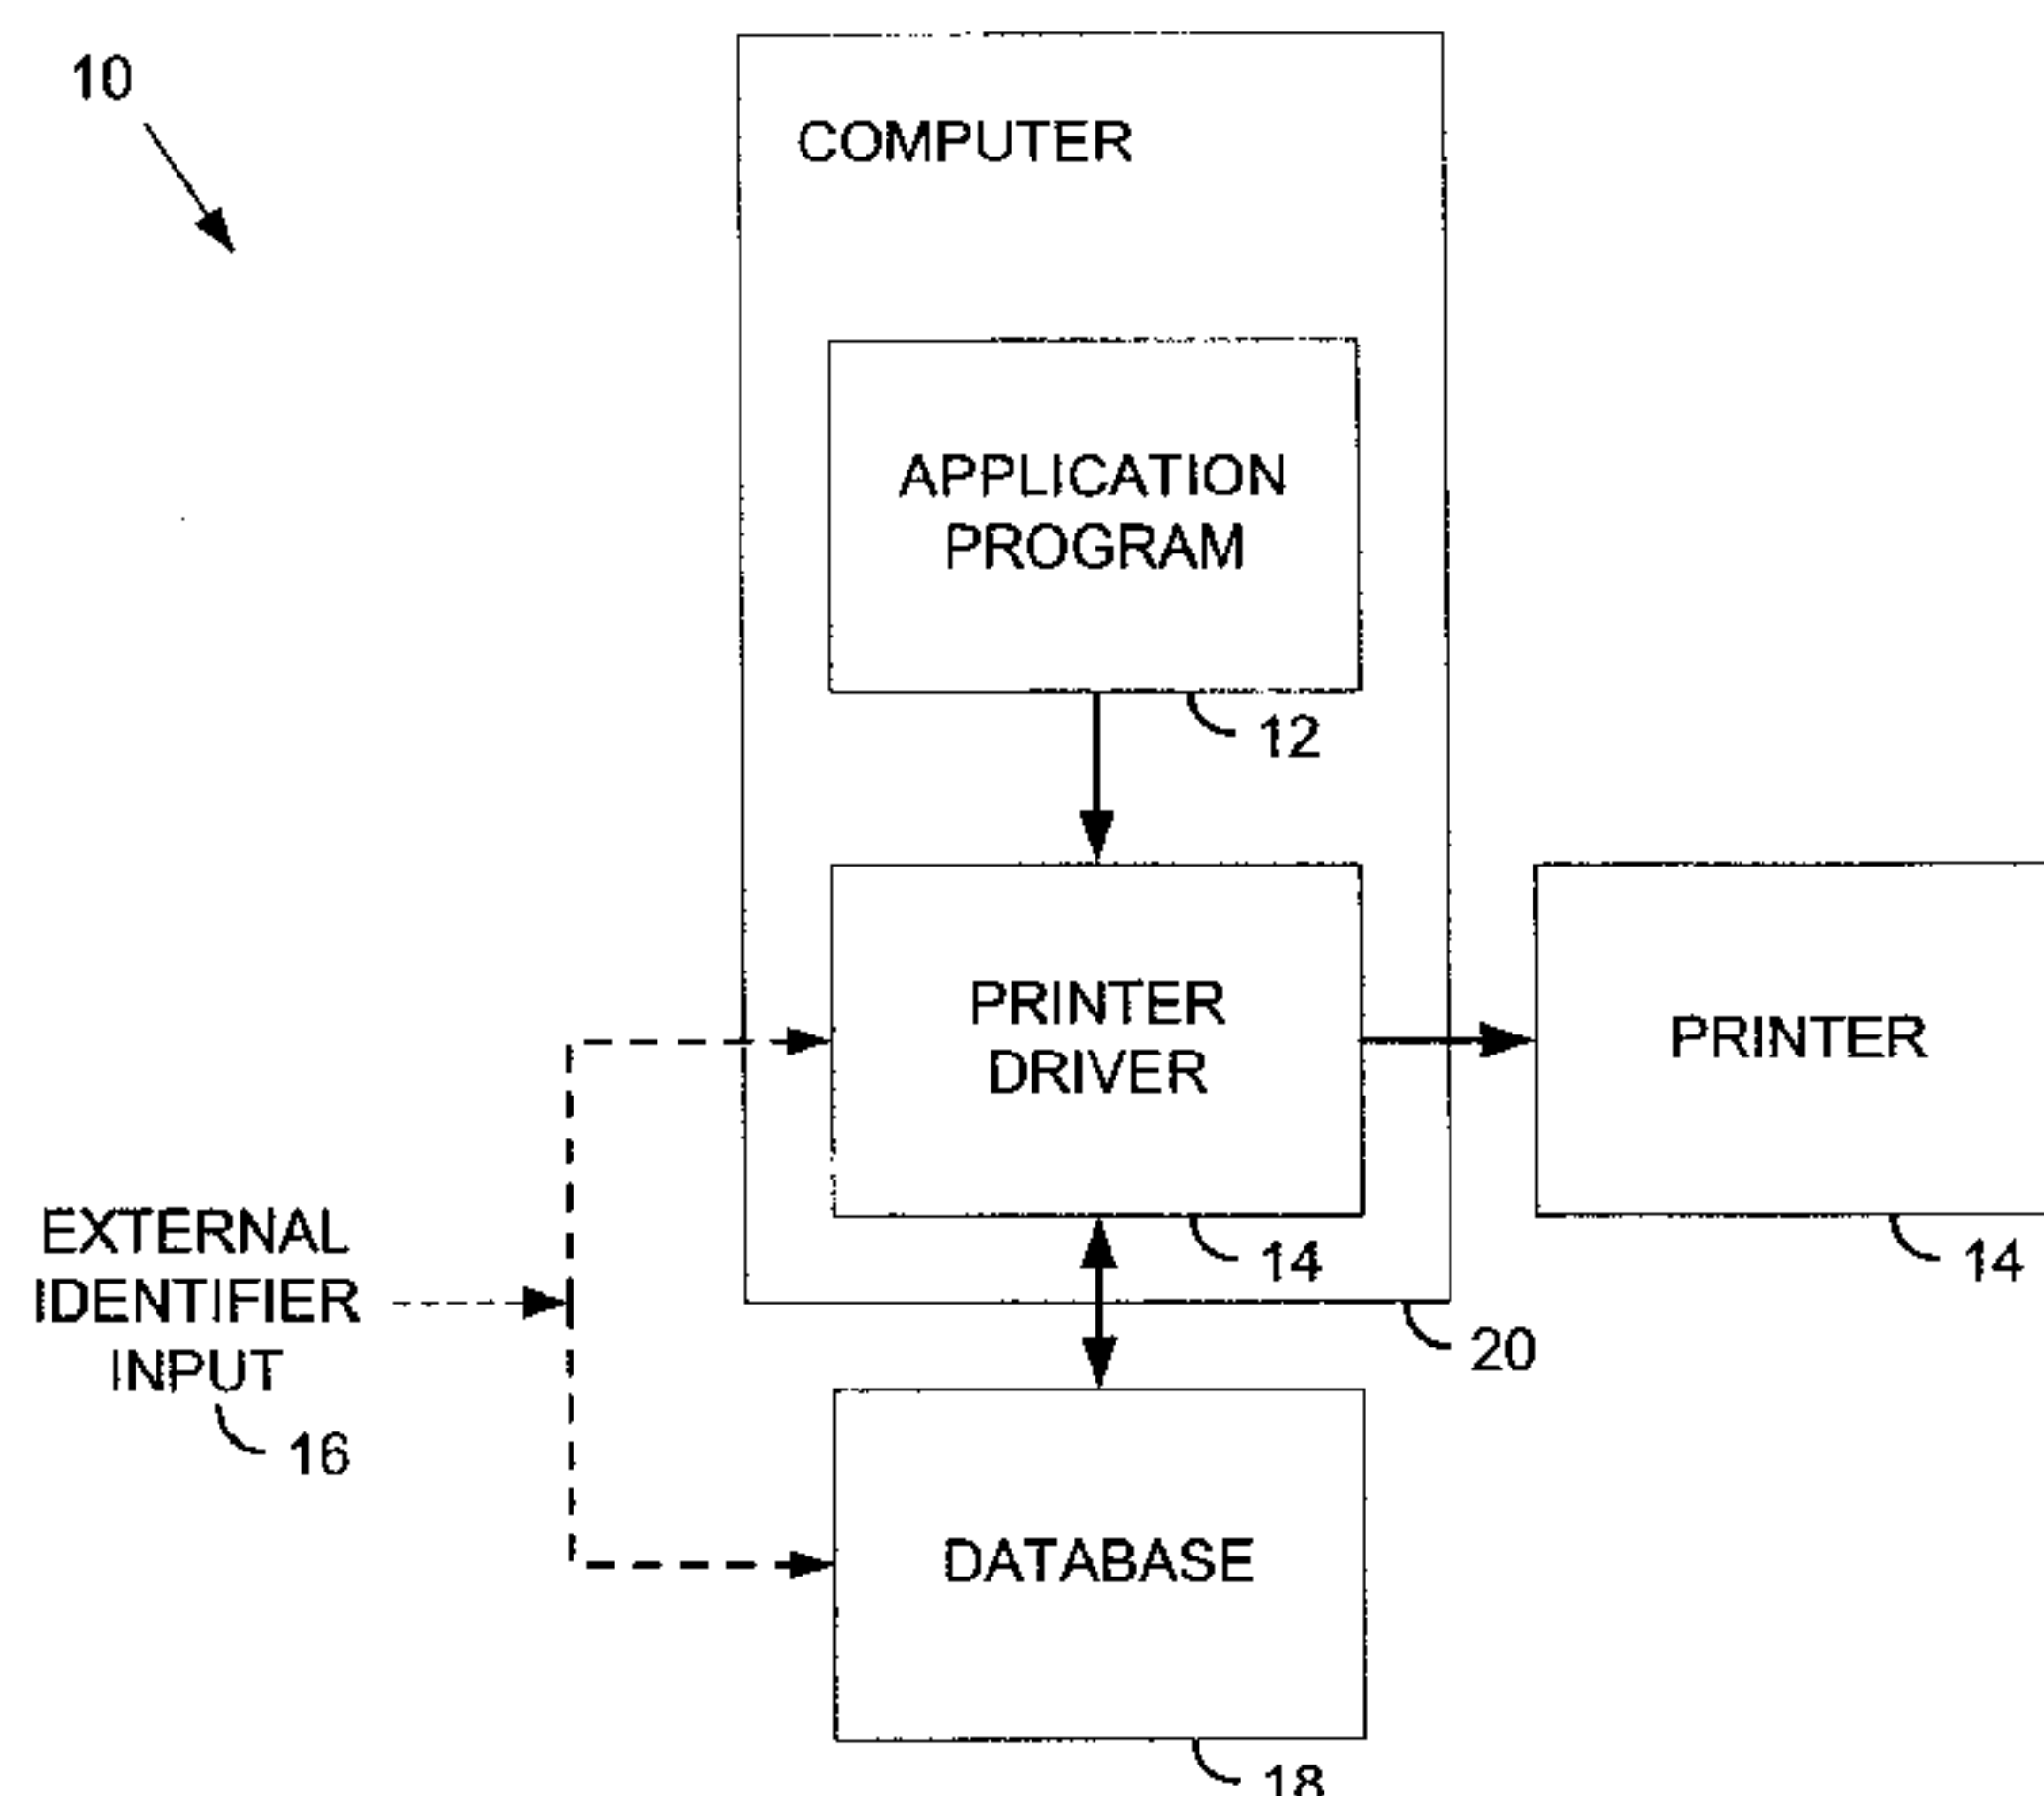 10
COMPUTER
APPLICATION
PROGRAM
12
PRINTER
DRIVER
14
PRINTER
14
EXTERNAL
IDENTIFIER
INPUT
16
20
DATABASE
18